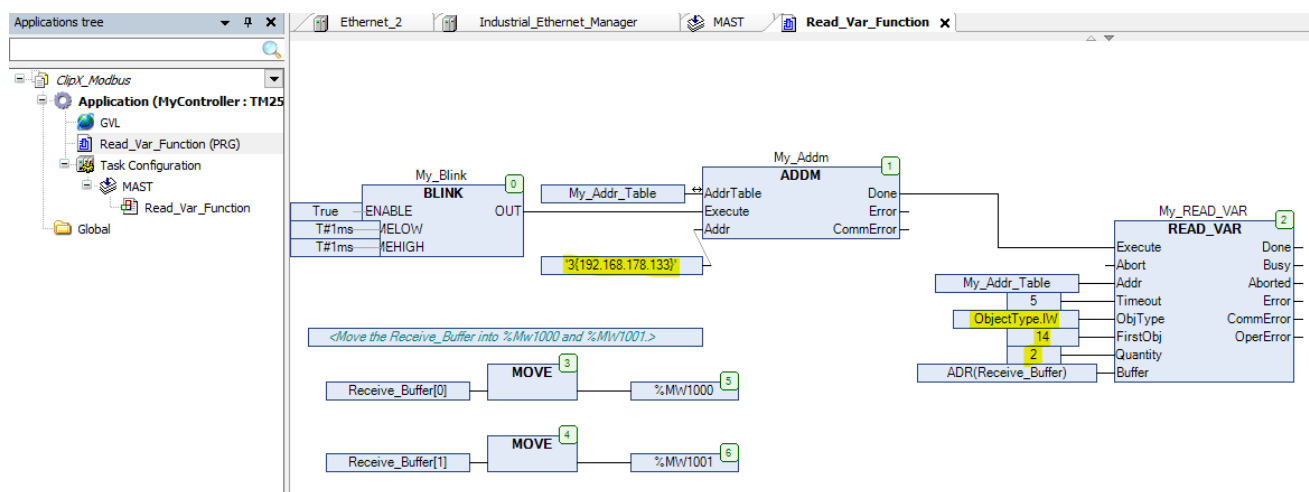 Applications tree
Ethernet_2
Industrial_Ethernet_Manager
MAST
Read_Var_Function
ClipX_Modbus
Application (MyController : TM25
GVL
Read_Var_Function (PRG)
Task Configuration
MAST
Read_Var_Function
Global
My_Blink
BLINK
0
True
ENABLE
OUT
T#1ms
MELOW
T#1ms
MEHIGH
My_Addm
ADDM
1
My_Addr_Table
AddrTable
Done
Execute
Error
Addr
CommError
'3{192.168.178.133}'
My_READ_VAR
READ_VAR
2
Execute
Done
Abort
Busy
My_Addr_Table
Addr
Aborted
5
Timeout
Error
ObjectType.IW
ObjType
CommError
14
FirstObj
OperError
2
Quantity
ADR(Receive_Buffer)
Buffer
<Move the Receive_Buffer into %Mw1000 and %MW1001.>
MOVE
3
Receive_Buffer[0]
%MW1000
5
MOVE
4
Receive_Buffer[1]
%MW1001
6